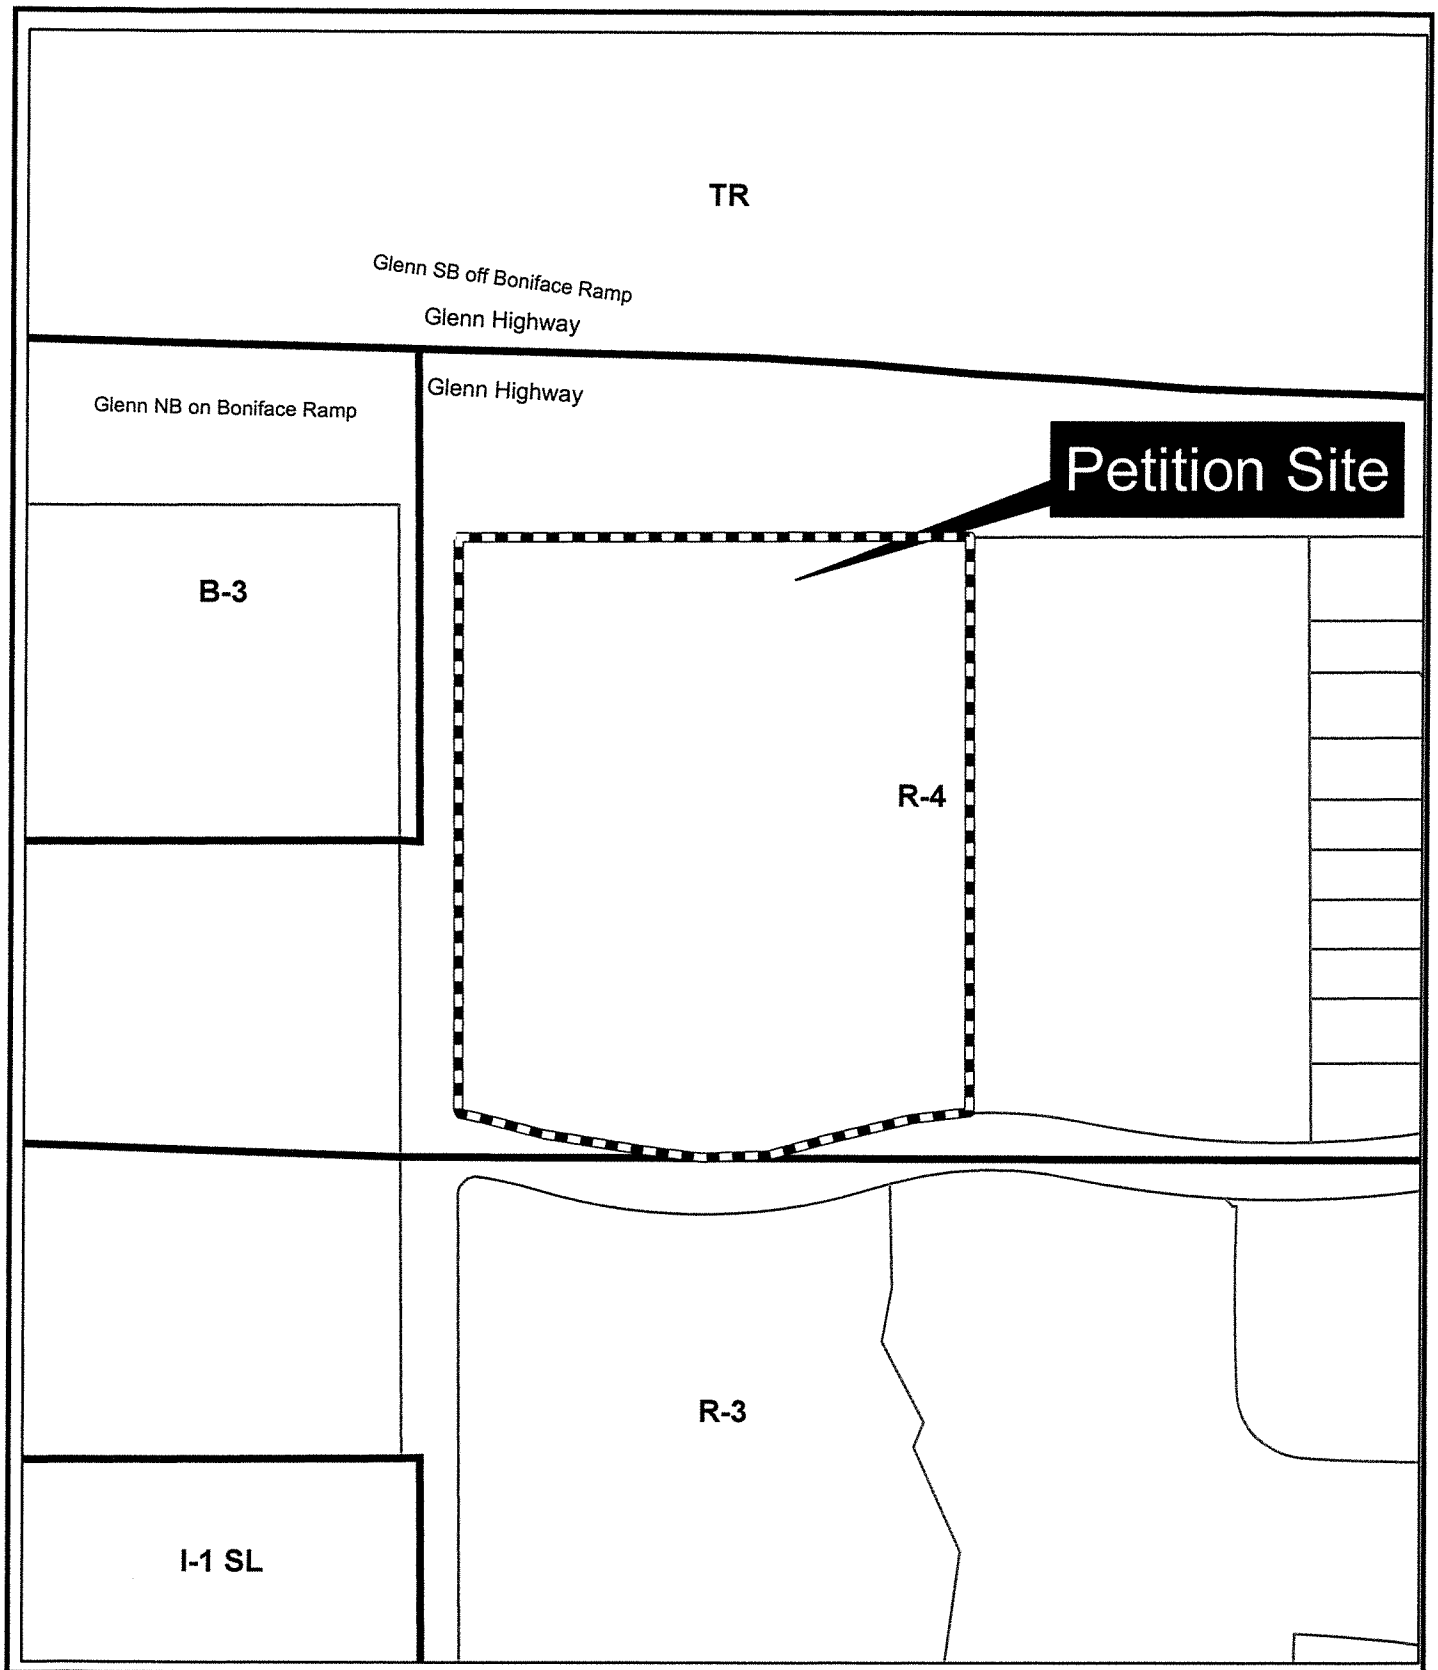 TR
Glenn SB off Boniface Ramp
Glenn Highway
Glenn Highway
Glenn NB on Boniface Ramp
Petition Site
B-3
R-4
R-3
I-1 SL